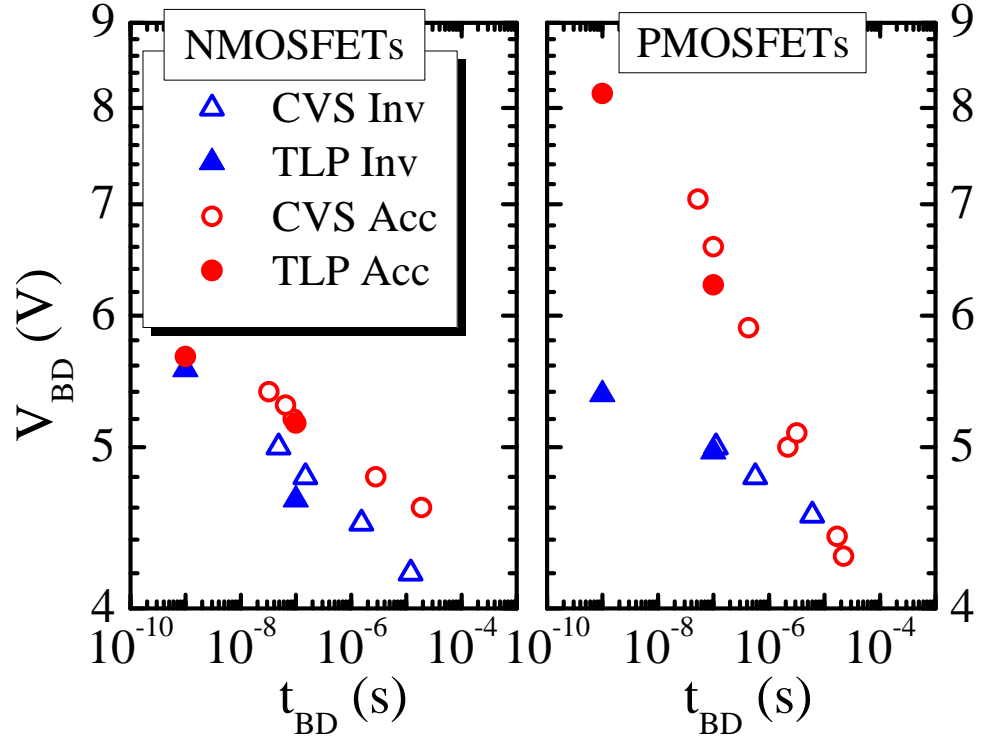 NMOSFETs
CVS Inv
TLP Inv
CVS Acc
TLP Acc
PMOSFETs
9
8
7
6
5
4
V_BD (V)
9
8
7
6
5
4
10^-10
10^-8
10^-6
10^-4
10^-10
10^-8
10^-6
10^-4
t_BD (s)
t_BD (s)